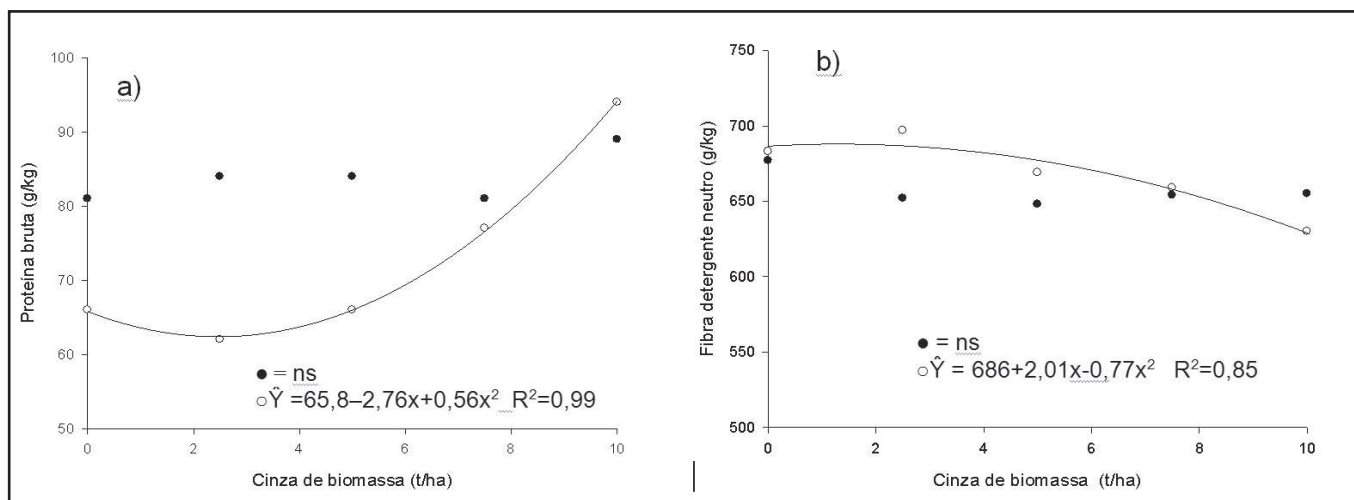 a)
Proteína bruta (g/kg)
100
90
80
70
60
50
● = ns
○ Ŷ =65,8–2,76x+0,56x² R²=0,99
0 2 4 6 8 10
Cinza de biomassa (t/ha)
b)
Fibra detergente neutro (g/kg)
750
700
650
600
550
500
● = ns
○ Ŷ = 686+2,01x-0,77x² R²=0,85
0 2 4 6 8 10
Cinza de biomassa (t/ha)